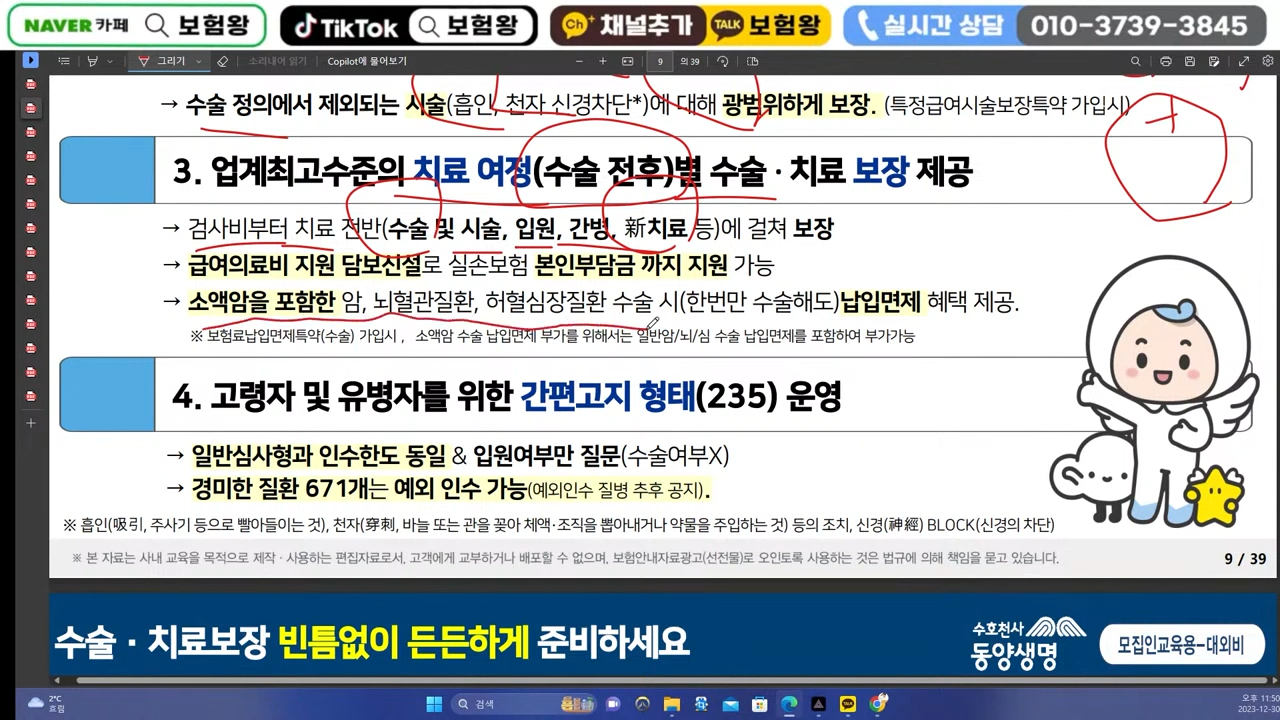 NAVER 카페 보험왕 TikTok 보험왕 Ch+ 채널추가 TALK 보험왕 실시간 상담 010-3739-3845
그리기 소리내어 읽기 Copilot에 물어보기 9 의 39
→ 수술 정의에서 제외되는 시술(흡인, 천자 신경차단*)에 대해 광범위하게 보장. (특정급여시술보장특약 가입시)
3. 업계최고수준의 치료 여정(수술 전후)별 수술 · 치료 보장 제공
→ 검사비부터 치료 전반(수술 및 시술, 입원, 간병, 新치료 등)에 걸쳐 보장
→ 급여의료비 지원 담보신설로 실손보험 본인부담금 까지 지원 가능
→ 소액암을 포함한 암, 뇌혈관질환, 허혈심장질환 수술 시(한번만 수술해도)납입면제 혜택 제공.
※ 보험료납입면제특약(수술) 가입시 , 소액암 수술 납입면제 부가를 위해서는 일반암/뇌/심 수술 납입면제를 포함하여 부가가능
4. 고령자 및 유병자를 위한 간편고지 형태(235) 운영
→ 일반심사형과 인수한도 동일 & 입원여부만 질문(수술여부X)
→ 경미한 질환 671개는 예외 인수 가능(예외인수 질병 추후 공지).
※ 흡인(吸引, 주사기 등으로 빨아들이는 것), 천자(穿刺, 바늘 또는 관을 꽂아 체액·조직을 뽑아내거나 약물을 주입하는 것) 등의 조치, 신경(神經) BLOCK(신경의 차단)
※ 본 자료는 사내 교육을 목적으로 제작 · 사용하는 편집자료로서, 고객에게 교부하거나 배포할 수 없으며, 보험안내자료광고(선전물)로 오인토록 사용하는 것은 법규에 의해 책임을 묻고 있습니다.
9 / 39
수술 · 치료보장 빈틈없이 든든하게 준비하세요
수호천사
동양생명
모집인교육용-대외비
2°C
흐림
검색
오후 11:50
2023-12-30